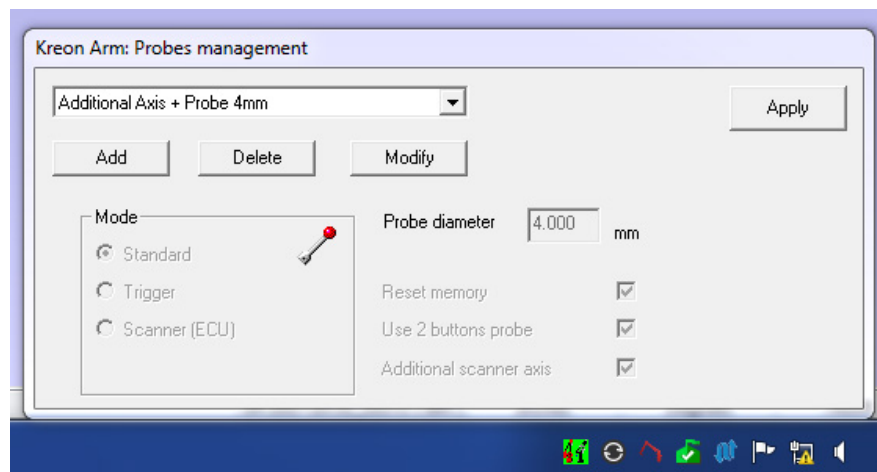 Kreon Arm: Probes management
Additional Axis + Probe 4mm
Apply
Add Delete Modify
Mode
Standard
Trigger
Scanner (ECU)
Probe diameter 4.000 mm
Reset memory
Use 2 buttons probe
Additional scanner axis